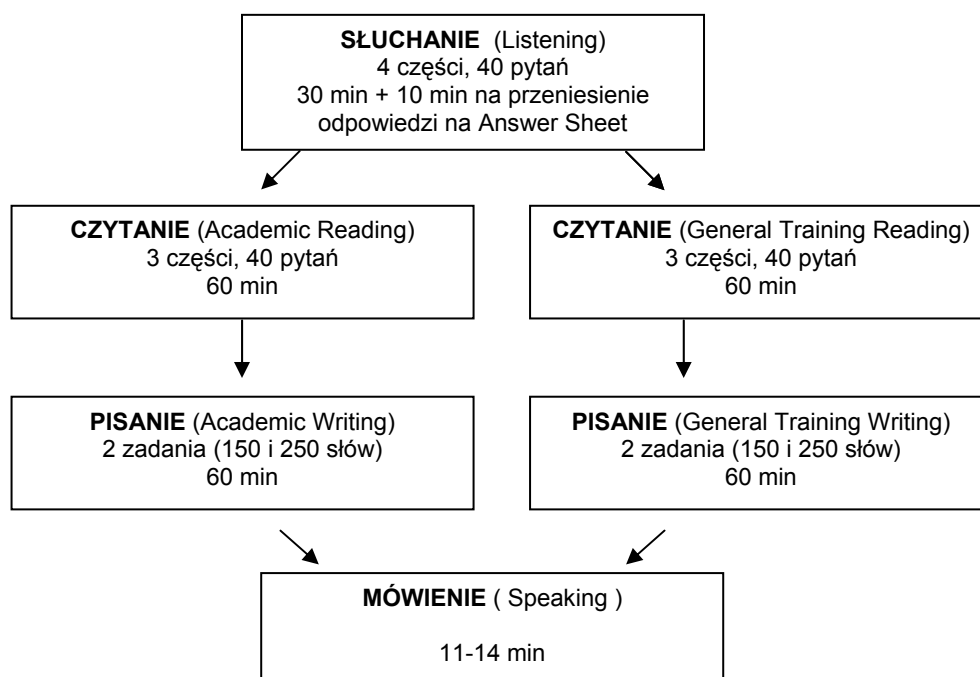 SŁUCHANIE (Listening)
4 części, 40 pytań
30 min + 10 min na przeniesienie
odpowiedzi na Answer Sheet
CZYTANIE (Academic Reading)
3 części, 40 pytań
60 min
CZYTANIE (General Training Reading)
3 części, 40 pytań
60 min
PISANIE (Academic Writing)
2 zadania (150 i 250 słów)
60 min
PISANIE (General Training Writing)
2 zadania (150 i 250 słów)
60 min
MÓWIENIE ( Speaking )
11-14 min